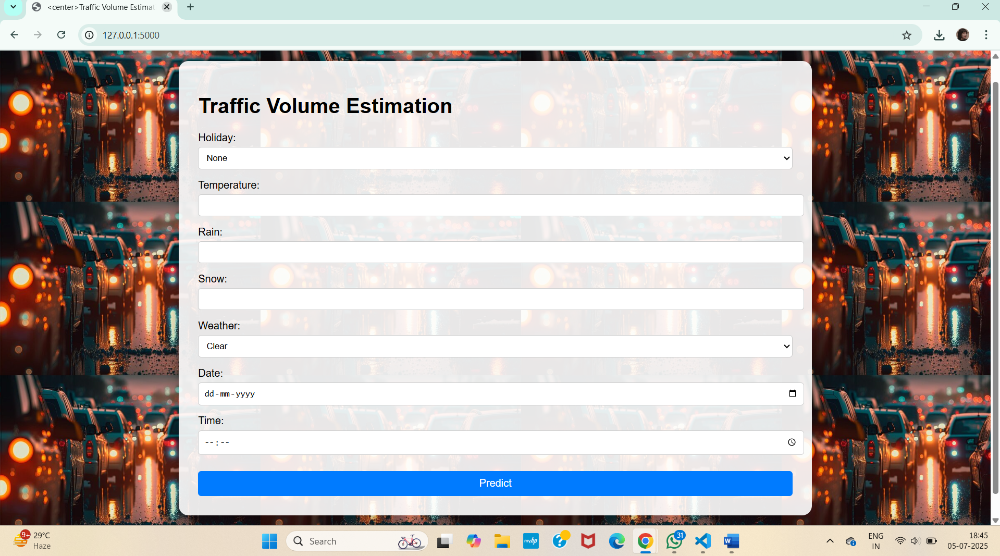 <center>Traffic Volume Estimat
127.0.0.1:5000
Traffic Volume Estimation
Holiday:
None
Temperature:
Rain:
Snow:
Weather:
Clear
Date:
dd-mm-yyyy
Time:
--:--
Predict
9+
29°C
Haze
Search
myhp
31
W
ENG
IN
18:45
05-07-2025